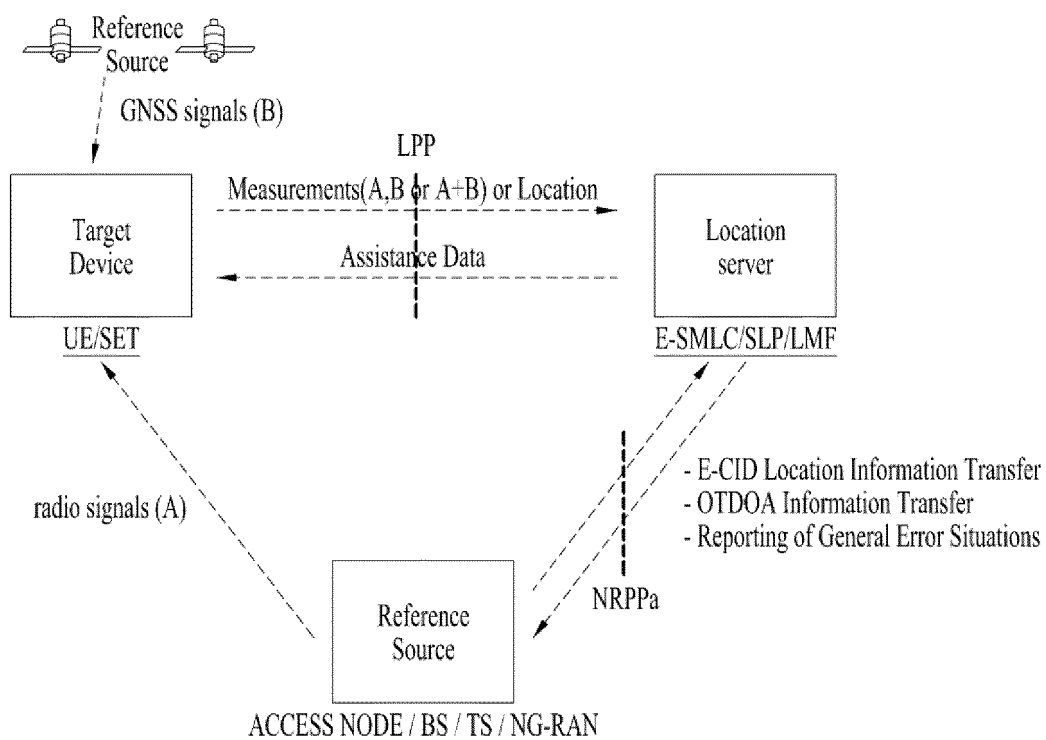 Reference
Source
GNSS signals (B)
LPP
Measurements(A,B or A+B) or Location
Target
Device
Location
server
Assistance Data
UE/SET
E-SMLC/SLP/LMF
- E-CID Location Information Transfer
- OTDOA Information Transfer
- Reporting of General Error Situations
radio signals (A)
NRPPa
Reference
Source
ACCESS NODE / BS / TS / NG-RAN